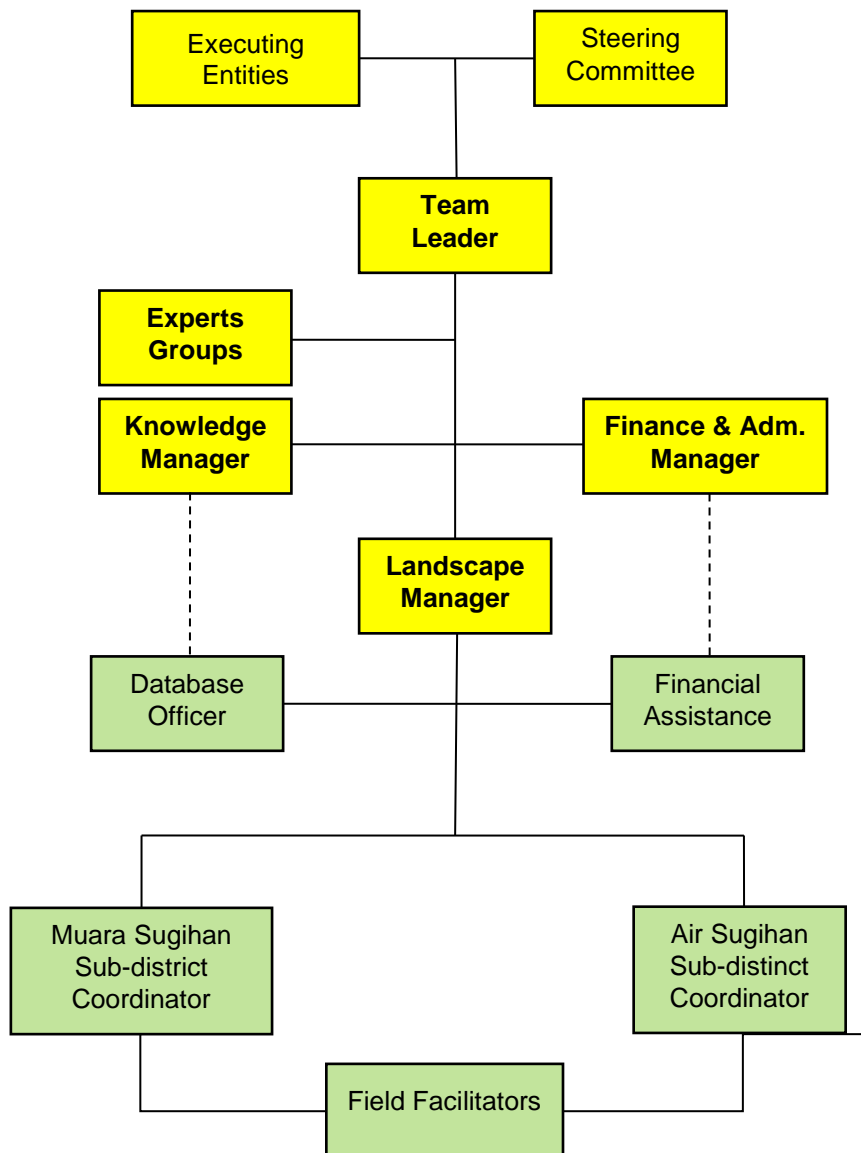 Executing
Entities
Steering
Committee
Team
Leader
Experts
Groups
Knowledge
Manager
Finance & Adm.
Manager
Landscape
Manager
Database
Officer
Financial
Assistance
Muara Sugihan
Sub-district
Coordinator
Air Sugihan
Sub-distinct
Coordinator
Field Facilitators